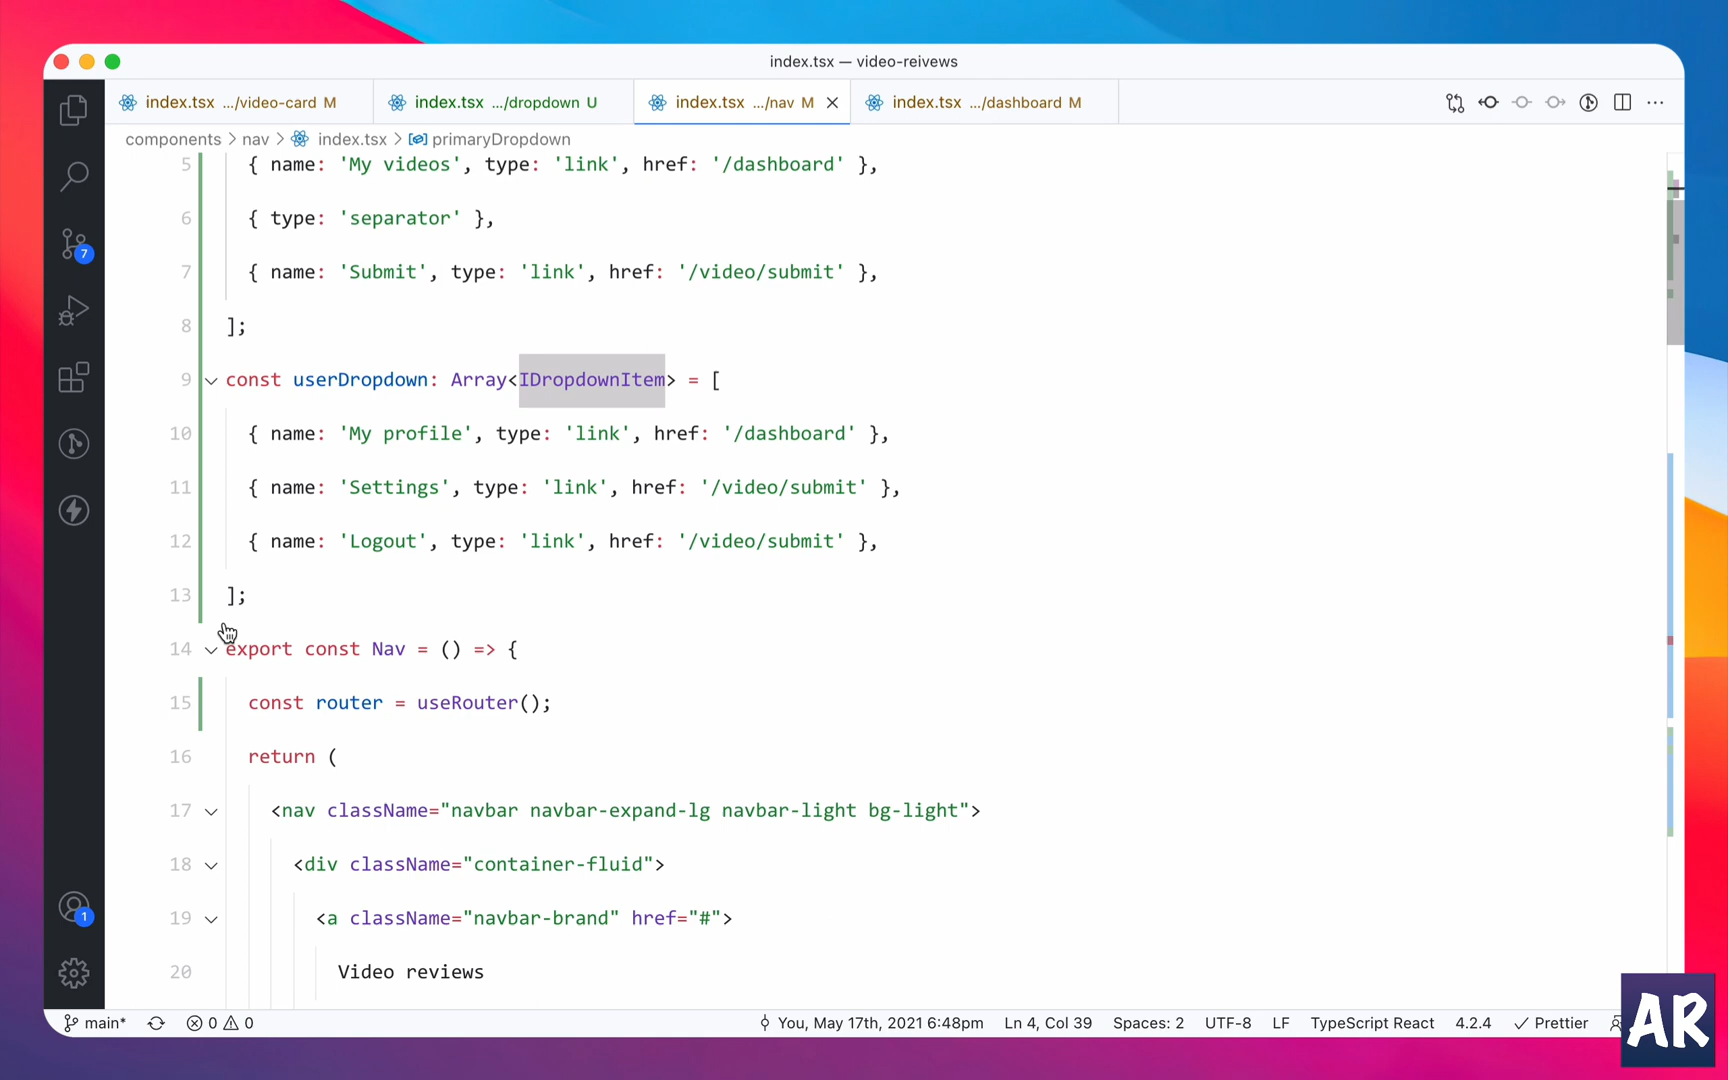 index.tsx — video-reivews
index.tsx .../video-card M
index.tsx .../dropdown U
index.tsx .../nav M
index.tsx .../dashboard M
components > nav > index.tsx > primaryDropdown
5 { name: 'My videos', type: 'link', href: '/dashboard' },
6 { type: 'separator' },
7 { name: 'Submit', type: 'link', href: '/video/submit' },
8 ];
9 const userDropdown: Array<IDropdownItem> = [
10 { name: 'My profile', type: 'link', href: '/dashboard' },
11 { name: 'Settings', type: 'link', href: '/video/submit' },
12 { name: 'Logout', type: 'link', href: '/video/submit' },
13 ];
14 export const Nav = () => {
15 const router = useRouter();
16 return (
17 <nav className="navbar navbar-expand-lg navbar-light bg-light">
18 <div className="container-fluid">
19 <a className="navbar-brand" href="#">
20 Video reviews
7
1
main* 0 0 You, May 17th, 2021 6:48pm Ln 4, Col 39 Spaces: 2 UTF-8 LF TypeScript React 4.2.4 Prettier
AR